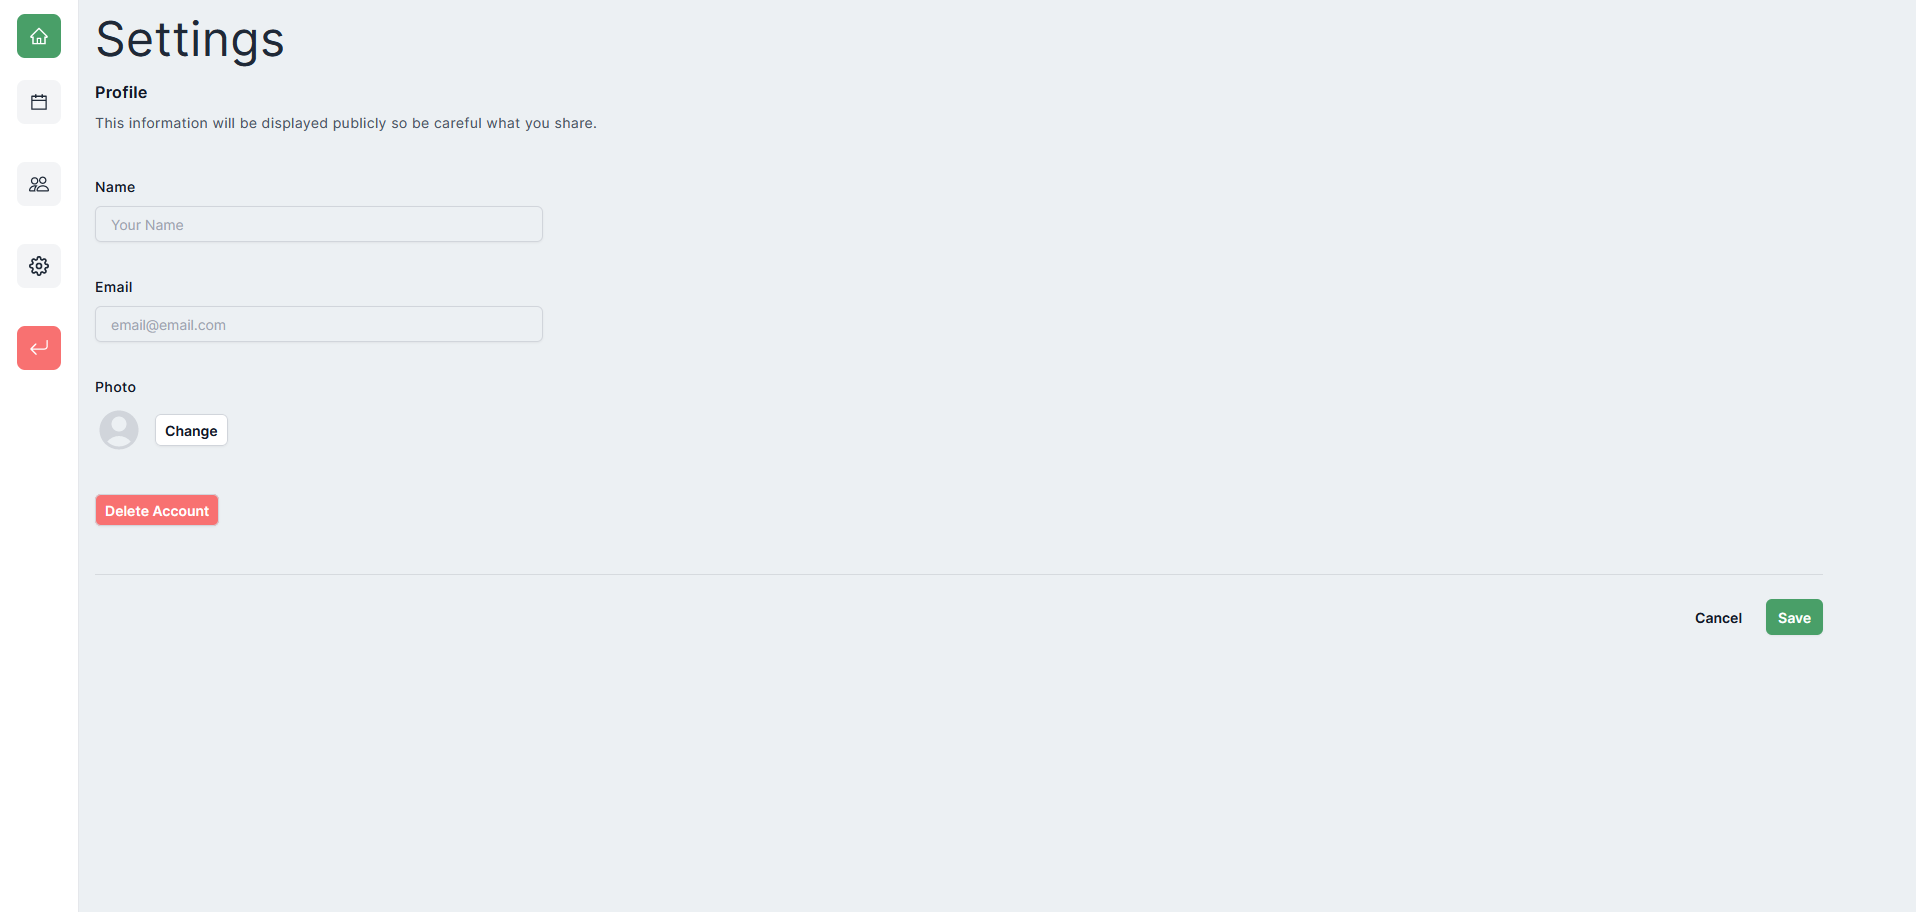 Settings
Profile
This information will be displayed publicly so be careful what you share.
Name
Your Name
Email
email@email.com
Photo
Change
Delete Account
Cancel
Save